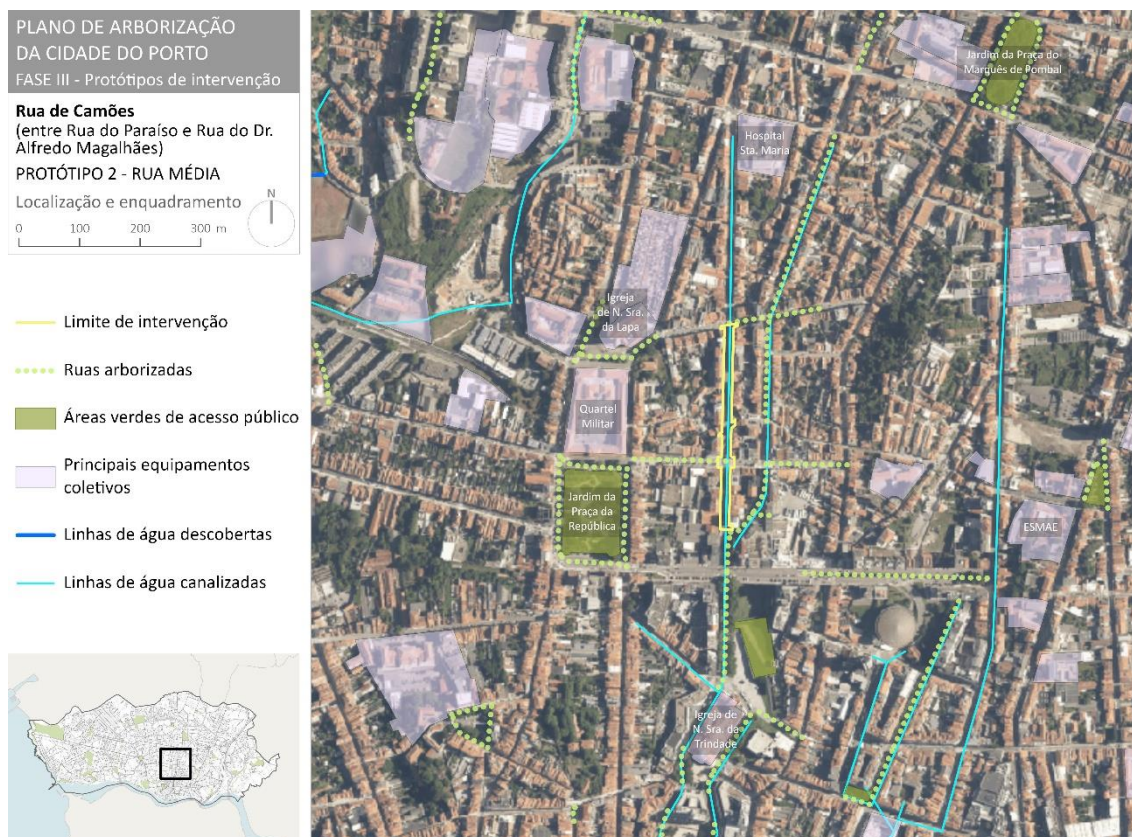 PLANO DE ARBORIZAÇÃO
DA CIDADE DO PORTO
FASE III - Protótipos de intervenção
Rua de Camões
(entre Rua do Paraíso e Rua do Dr.
Alfredo Magalhães)
PROTÓTIPO 2 - RUA MÉDIA
Localização e enquadramento
N
0 100 200 300 m
Limite de intervenção
Ruas arborizadas
Áreas verdes de acesso público
Principais equipamentos
coletivos
Linhas de água descobertas
Linhas de água canalizadas
Jardim da Praça do
Marquês de Pombal
Hospital
Sta. Maria
Igreja
de N. Sra.
da Lapa
Quartel
Militar
Jardim da
Praça da
República
ESMAE
Igreja de
N. Sra. da
Trindade